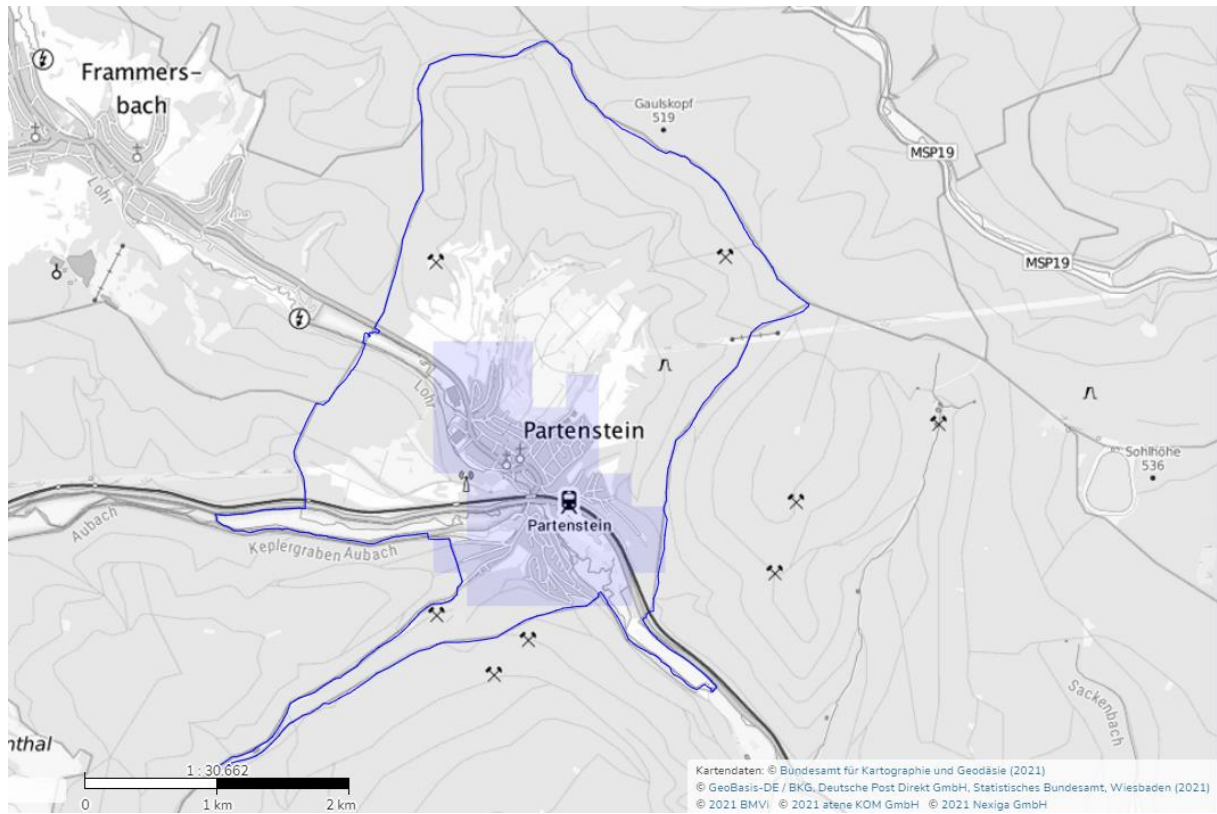 Frammers-
bach
Gaulskopf
519
MSP19
Lohr
MSP19
Lohr
Partenstein
Sohlhöhe
536
Partenstein
Aubach
Keplergraben Aubach
Sackenbach
nthal
1 : 30.662
0
1 km
2 km
Kartendaten: © Bundesamt für Kartographie und Geodäsie (2021)
© GeoBasis-DE / BKG, Deutsche Post Direkt GmbH, Statistisches Bundesamt, Wiesbaden (2021)
© 2021 BMVi © 2021 atene KOM GmbH © 2021 Nexiga GmbH